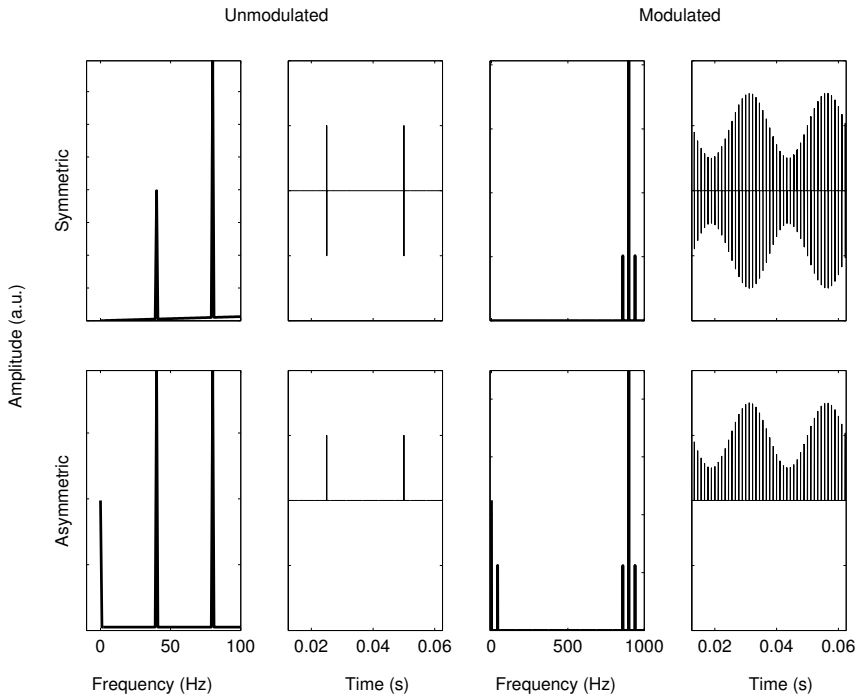 Unmodulated Modulated
Amplitude (a.u.)
Symmetric
Asymmetric
0 50 100 0.02 0.04 0.06 0 500 1000 0.02 0.04 0.06
Frequency (Hz) Time (s) Frequency (Hz) Time (s)